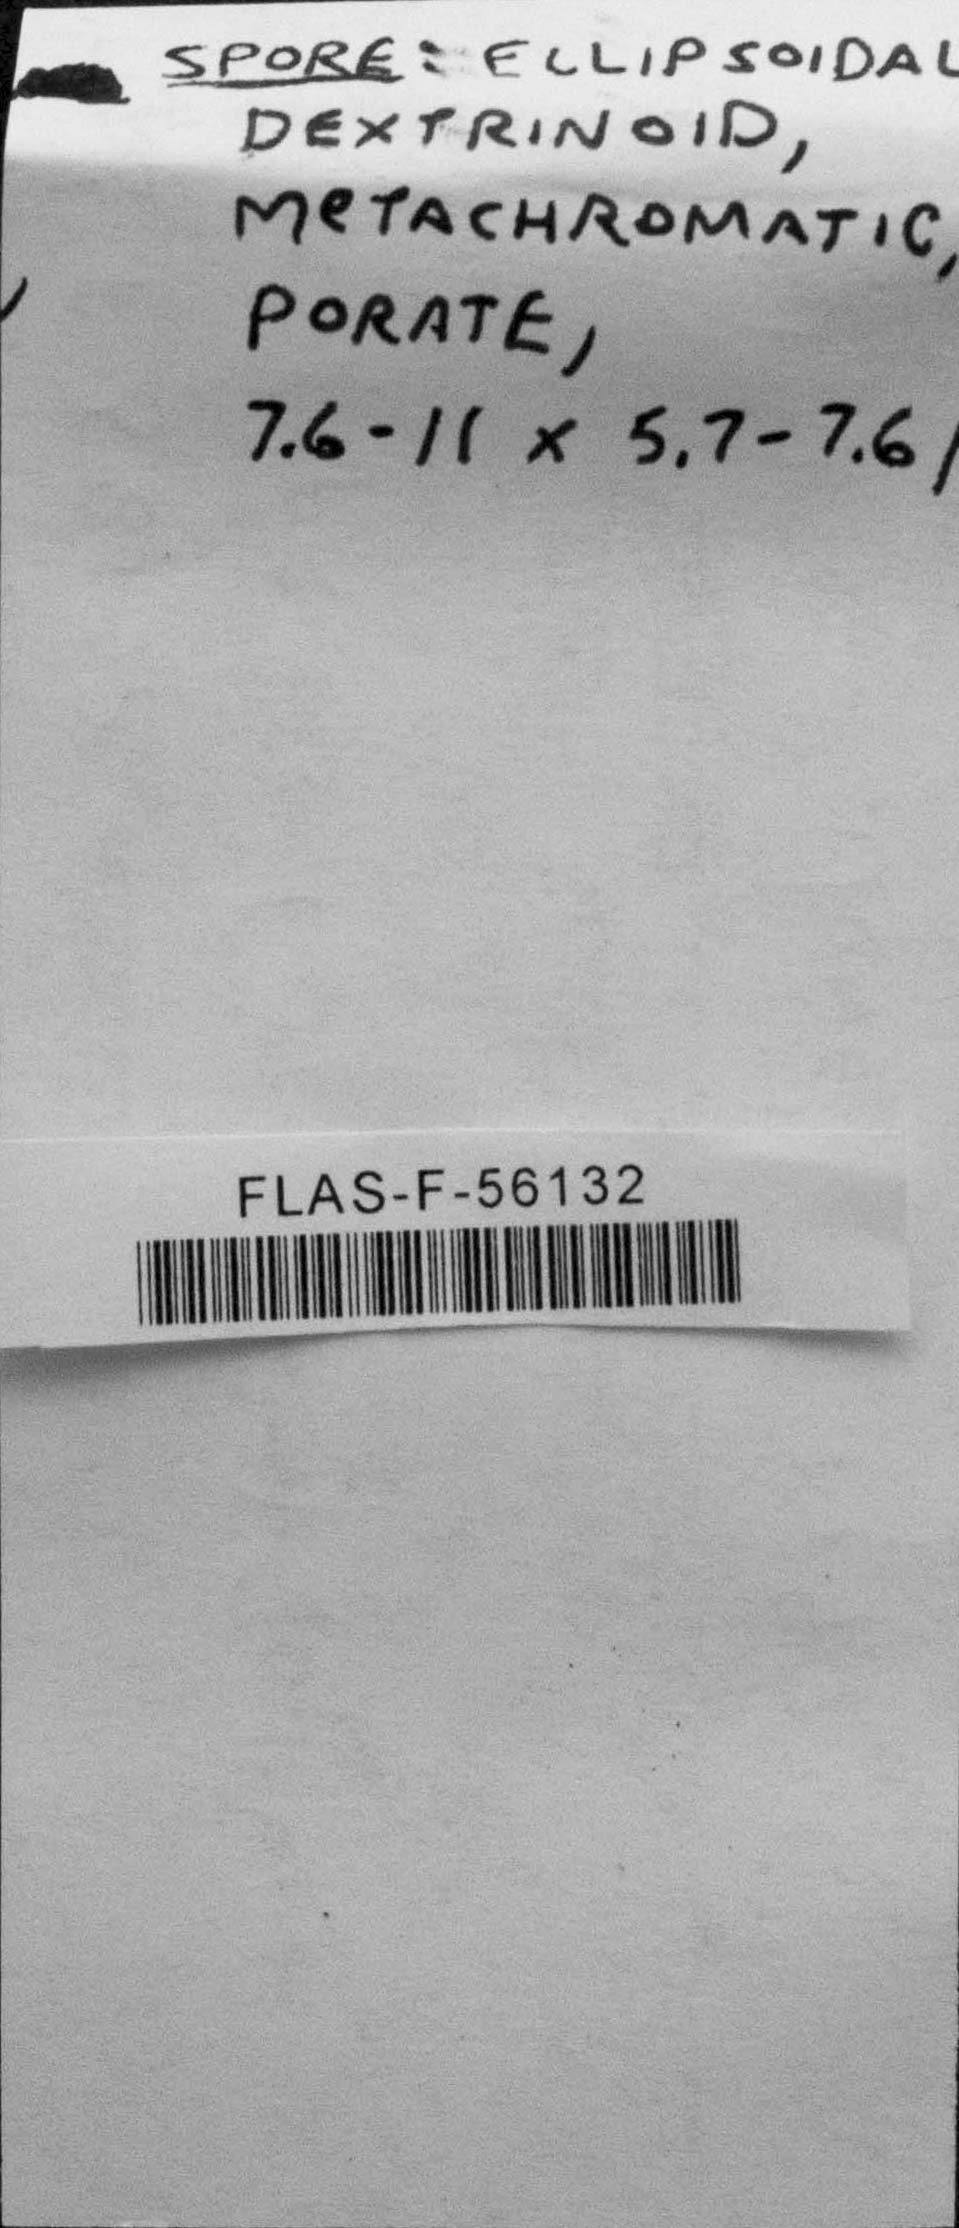 SPORE: ELLIPSOIDAL
DEXTRINOID,
METACHROMATIC,
PORATE,
7.6-11 x 5.7-7.6
FLAS-F-56132